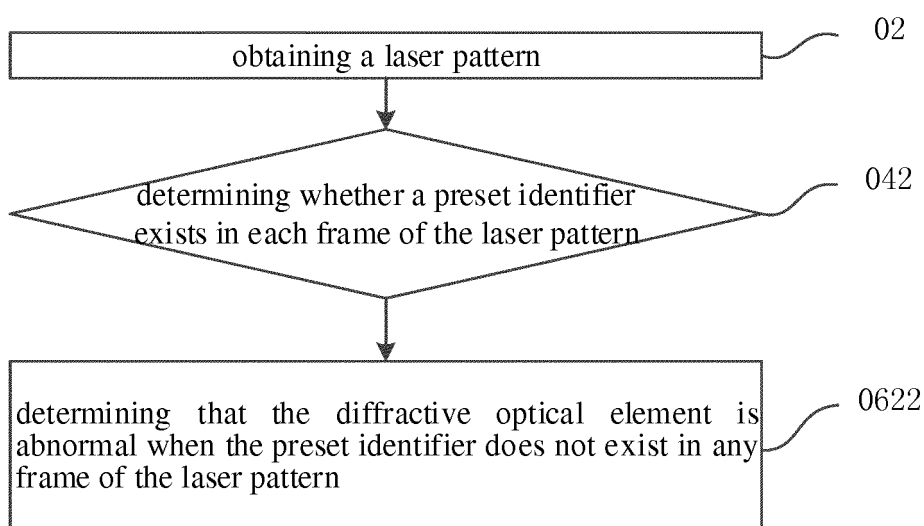 02
obtaining a laser pattern
determining whether a preset identifier
exists in each frame of the laser pattern
042
determining that the diffractive optical element is
abnormal when the preset identifier does not exist in any
frame of the laser pattern
0622